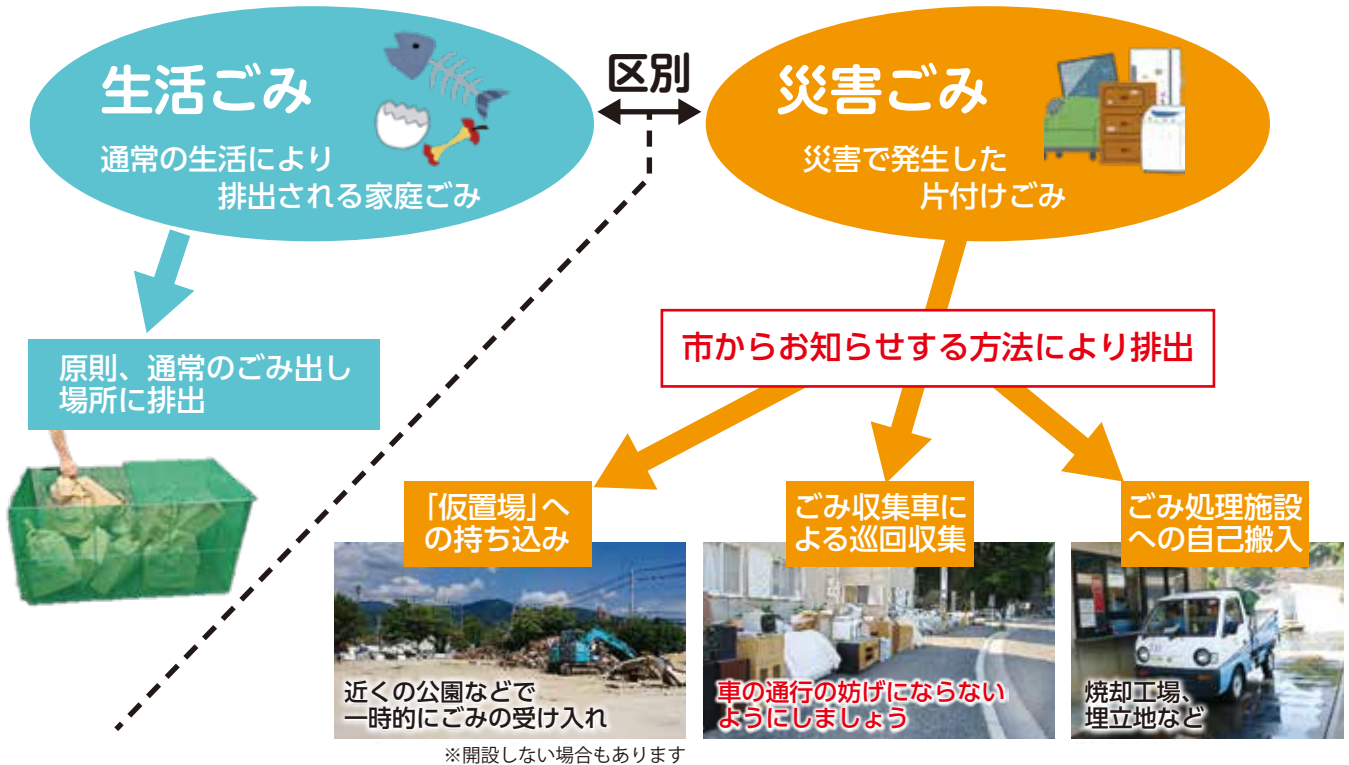 生活ごみ
通常の生活により
排出される家庭ごみ
区別
災害ごみ
災害で発生した
片付けごみ
原則、通常のごみ出し
場所に排出
市からお知らせする方法により排出
「仮置場」へ
の持ち込み
近くの公園などで
一時的にごみの受け入れ
※開設しない場合もあります
ごみ収集車に
よる巡回収集
車の通行の妨げにならない
ようにしましょう
ごみ処理施設
への自己搬入
焼却工場、
埋立地など